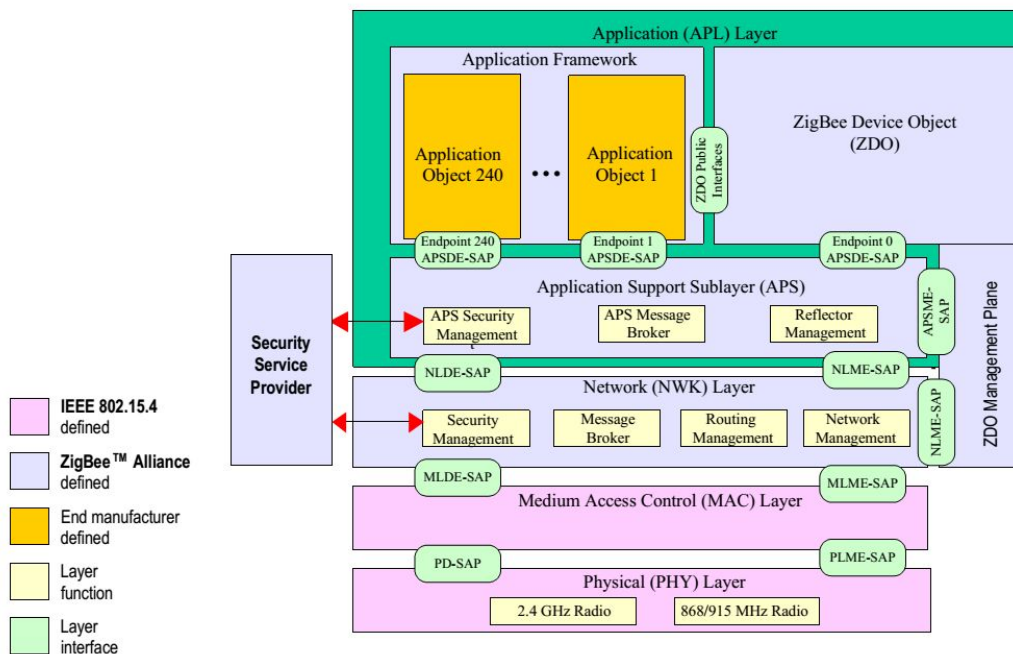 Application (APL) Layer
Application Framework
ZigBee Device Object
(ZDO)
Application
Object 240
...
Application
Object 1
ZDO Public
Interfaces
Endpoint 240
APSDE-SAP
Endpoint 1
APSDE-SAP
Endpoint 0
APSDE-SAP
Application Support Sublayer (APS)
APS Security
Management
APS Message
Broker
Reflector
Management
APSME-
SAP
ZDO Management Plane
Security
Service
Provider
NLDE-SAP
NLME-SAP
Network (NWK) Layer
Security
Management
Message
Broker
Routing
Management
Network
Management
NLME-SAP
MLDE-SAP
MLME-SAP
Medium Access Control (MAC) Layer
PD-SAP
PLME-SAP
Physical (PHY) Layer
2.4 GHz Radio
868/915 MHz Radio
IEEE 802.15.4
defined
ZigBee™ Alliance
defined
End manufacturer
defined
Layer
function
Layer
interface